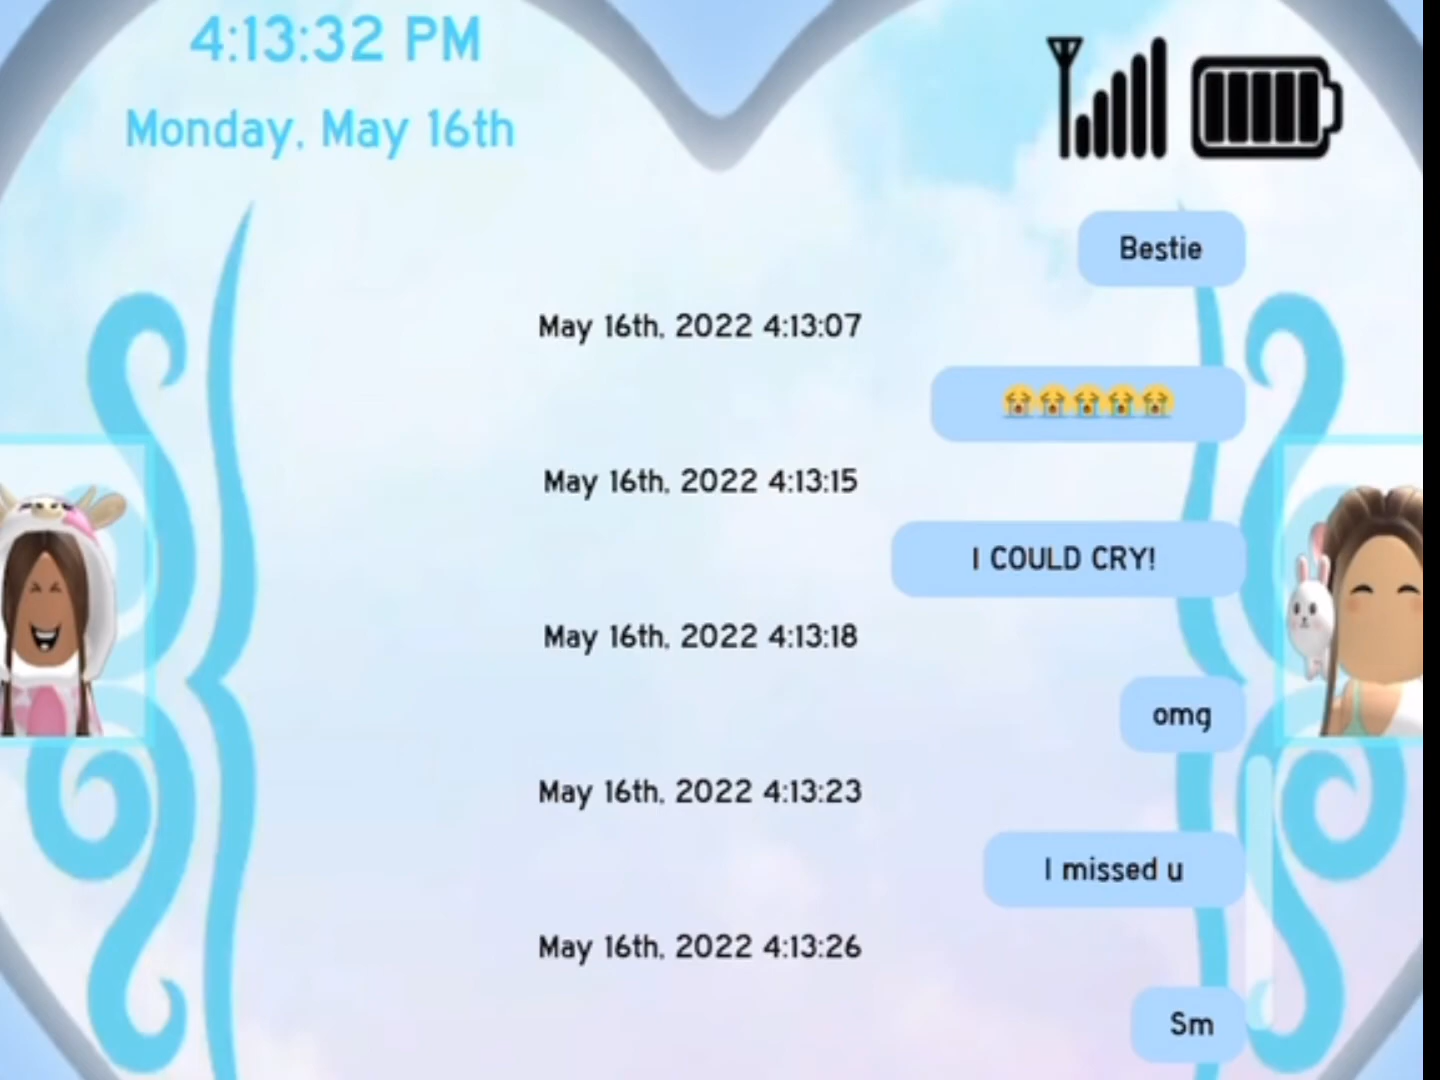 4:13:32 PM
Monday, May 16th
Bestie
May 16th, 2022 4:13:07
😭😭😭😭😭
May 16th, 2022 4:13:15
I COULD CRY!
May 16th, 2022 4:13:18
omg
May 16th, 2022 4:13:23
I missed u
May 16th, 2022 4:13:26
Sm